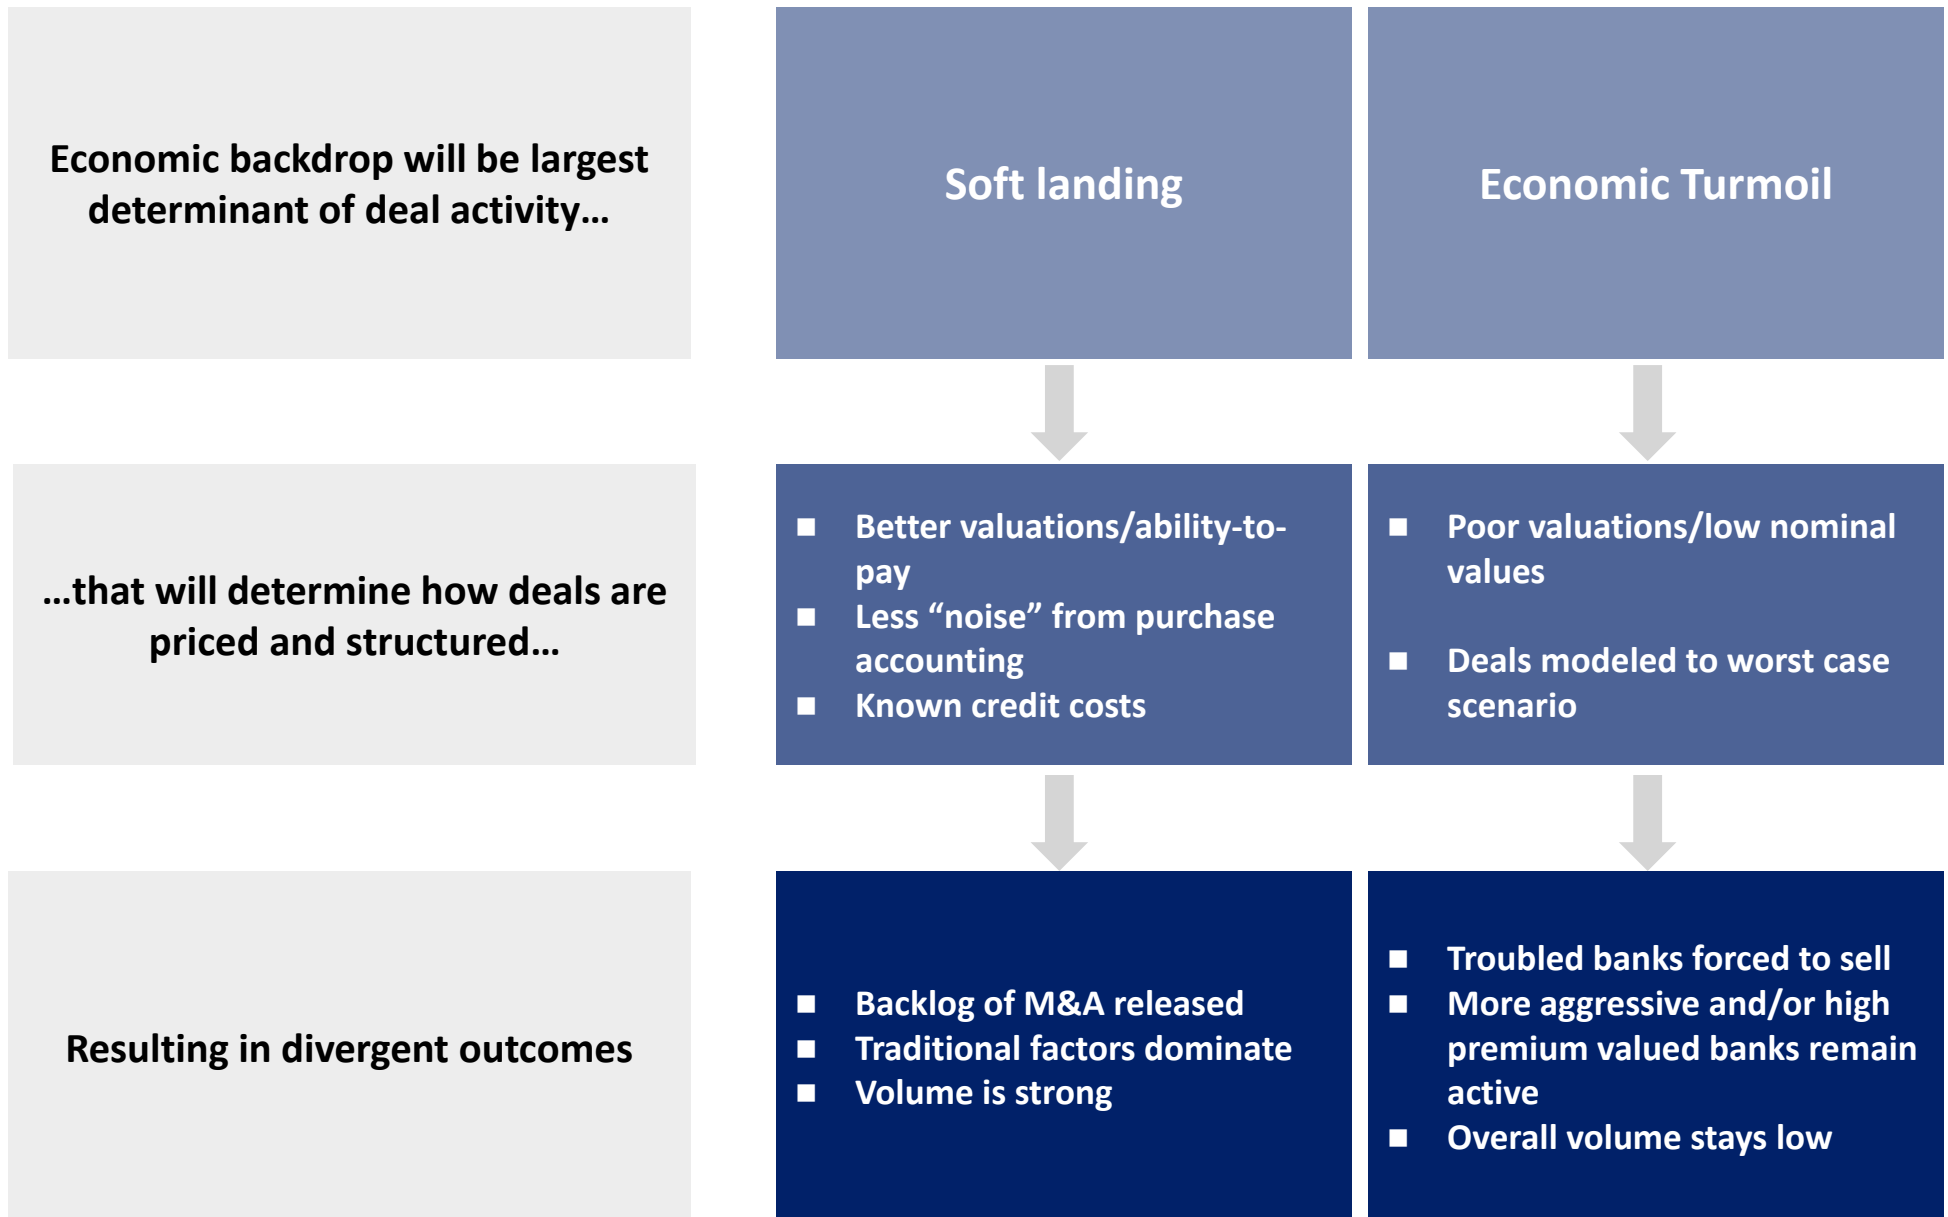 Economic backdrop will be largest
determinant of deal activity…
Soft landing
Economic Turmoil
…that will determine how deals are
priced and structured…
■ Better valuations/ability-to-
pay
■ Less “noise” from purchase
accounting
■ Known credit costs
■ Poor valuations/low nominal
values
■ Deals modeled to worst case
scenario
Resulting in divergent outcomes
■ Backlog of M&A released
■ Traditional factors dominate
■ Volume is strong
■ Troubled banks forced to sell
■ More aggressive and/or high
premium valued banks remain
active
■ Overall volume stays low